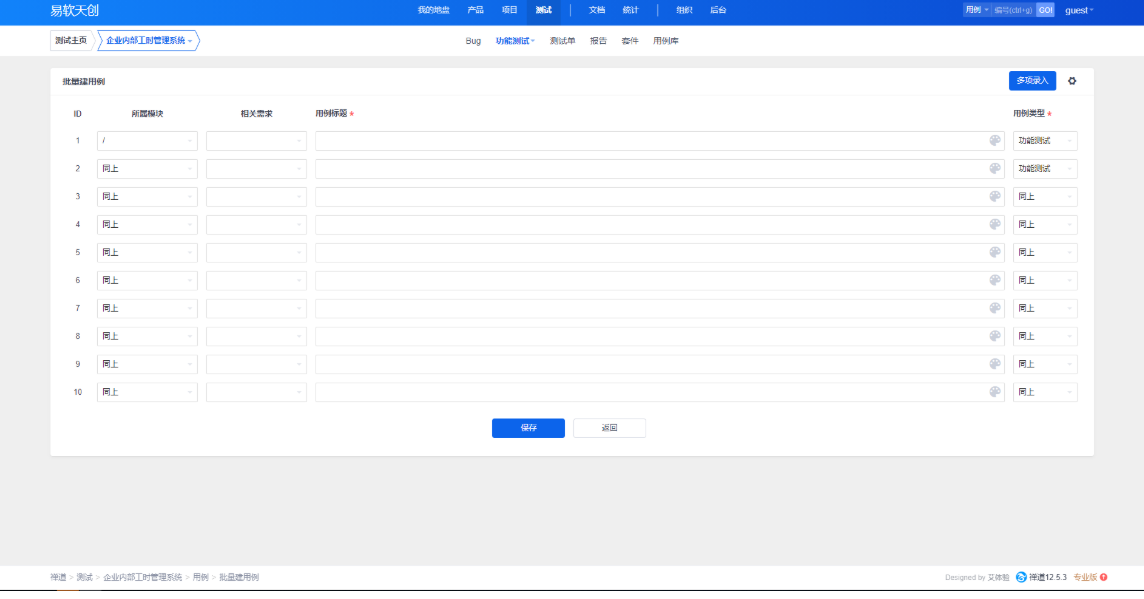 易软天创 我的地盘 产品 项目 测试 文档 统计 组织 后台 用例 编号(ctrl+g) GO! guest
测试主页 企业内部工时管理系统 Bug 功能测试 测试单 报告 套件 用例库
批量建用例 多项录入
ID 所属模块 相关需求 用例标题 * 用例类型 *
1 / 功能测试
2 同上 功能测试
3 同上 同上
4 同上 同上
5 同上 同上
6 同上 同上
7 同上 同上
8 同上 同上
9 同上 同上
10 同上 同上
保存 返回
禅道 > 测试 > 企业内部工时管理系统 > 用例 > 批量建用例 Designed by 艾体验 禅道12.5.3 专业版